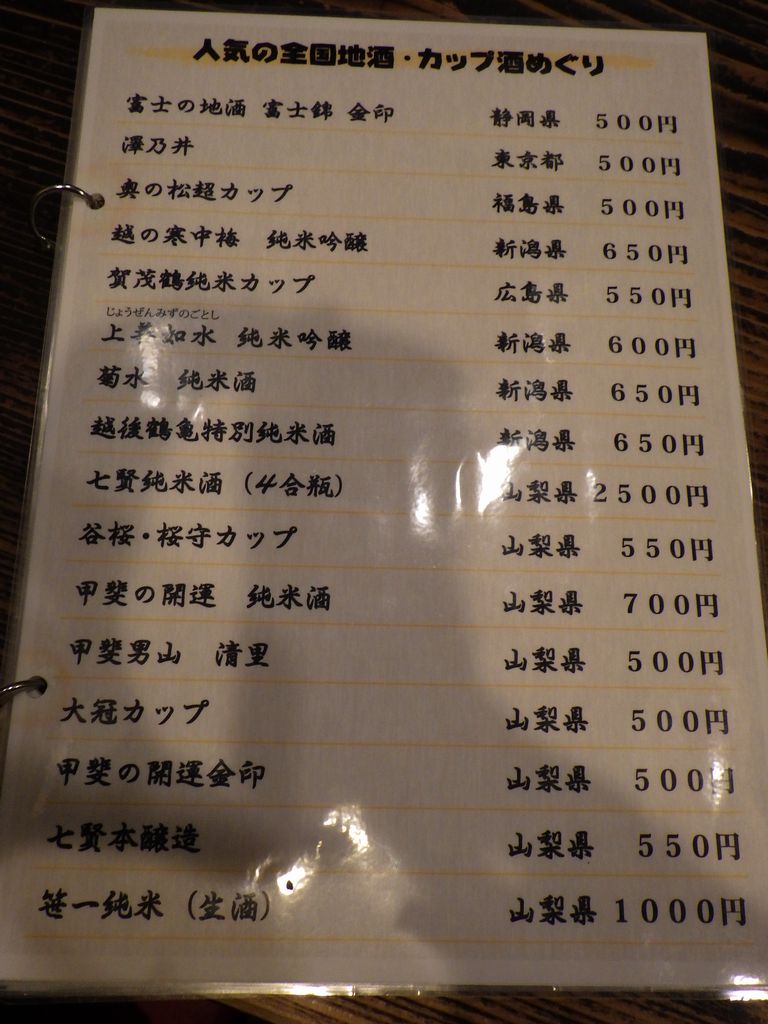 人気の全国地酒・カップ酒めぐり
富士の地酒 富士錦 金印 静岡県 500円
澤乃井 東京都 500円
奥の松超カップ 福島県 500円
越の寒中梅 純米吟醸 新潟県 650円
賀茂鶴純米カップ 広島県 550円
じょうぜんみずのごとし
上善如水 純米吟醸 新潟県 600円
菊水 純米酒 新潟県 650円
越後鶴亀特別純米酒 新潟県 650円
七賢純米酒(4合瓶) 山梨県 2500円
谷桜・桜守カップ 山梨県 550円
甲斐の開運 純米酒 山梨県 700円
甲斐男山 清里 山梨県 500円
大冠カップ 山梨県 500円
甲斐の開運金印 山梨県 500円
七賢本醸造 山梨県 550円
笹一純米(生酒) 山梨県 1000円